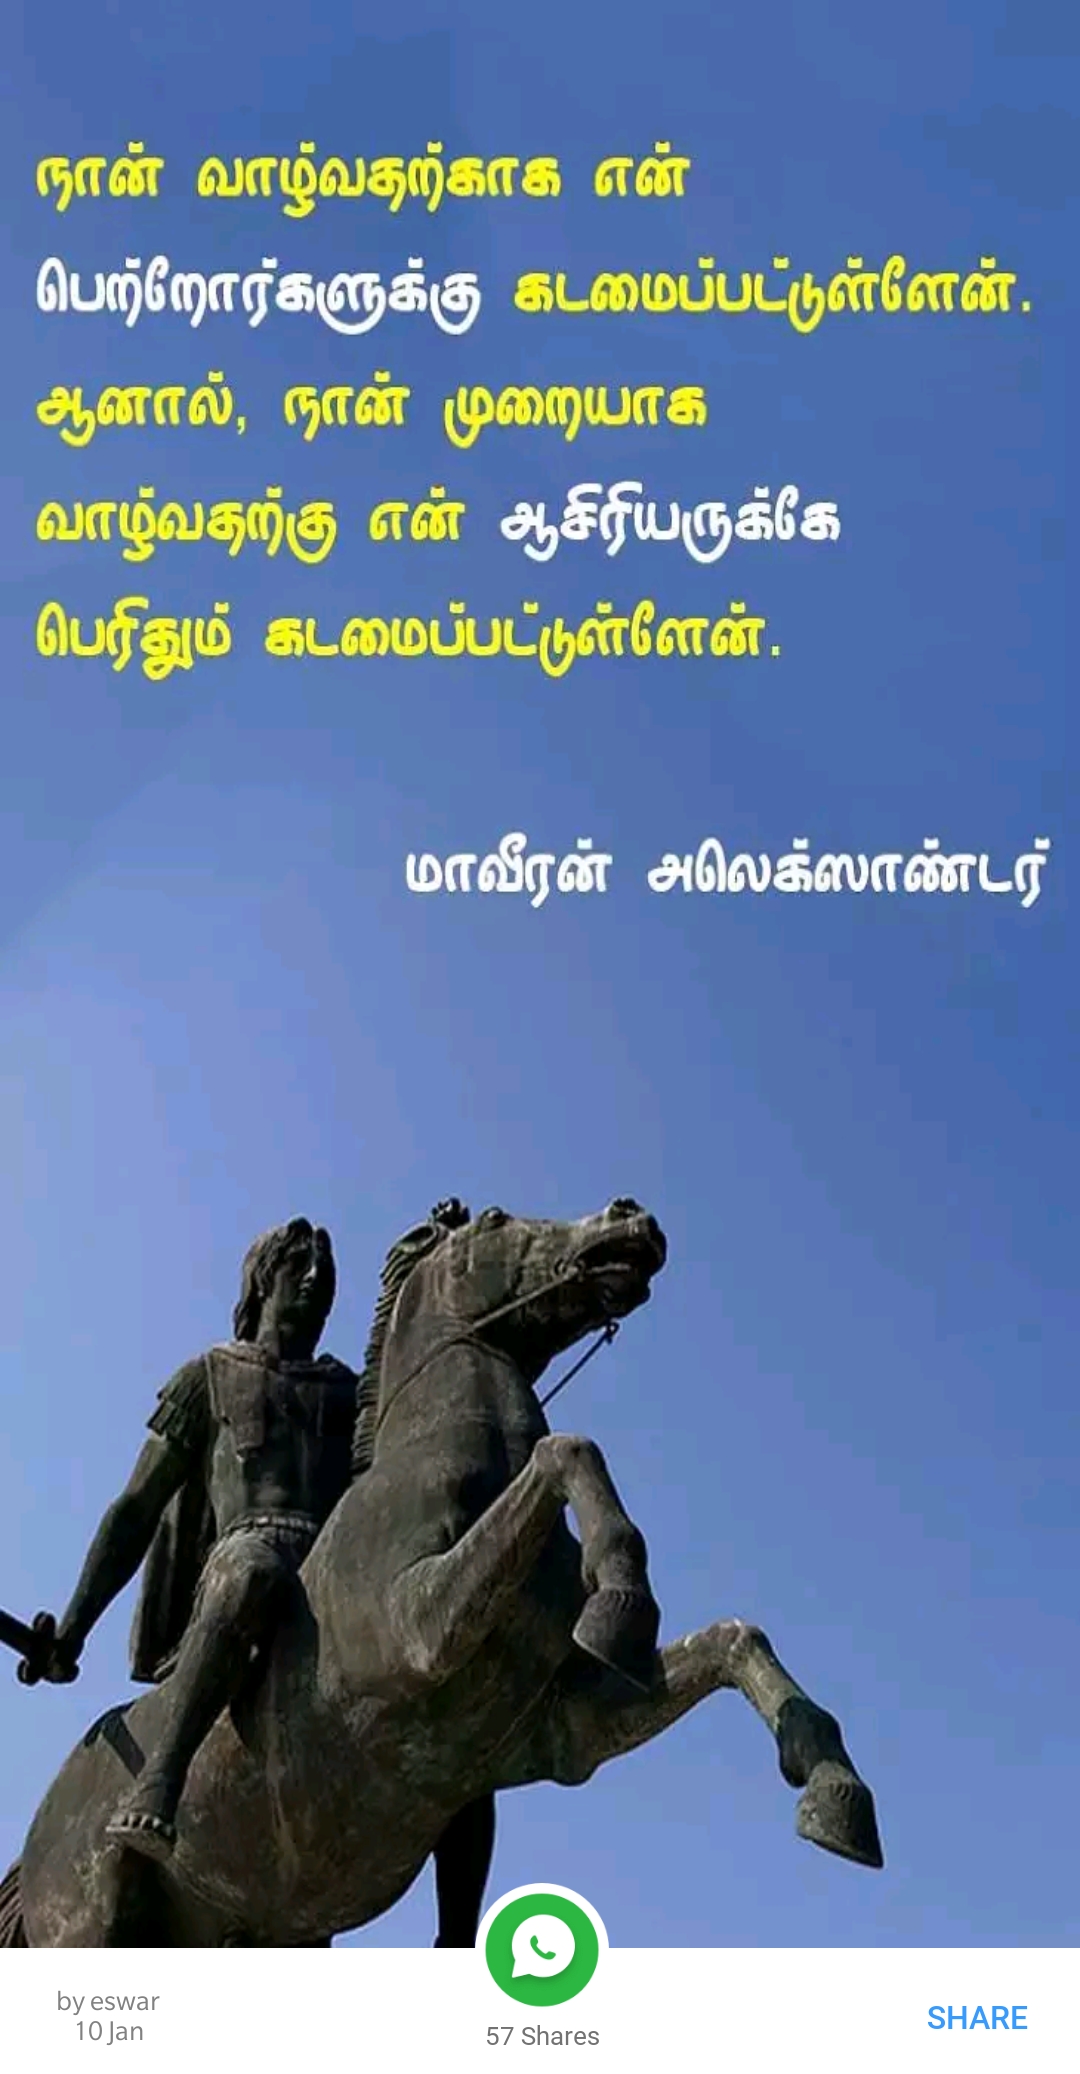 நான் வாழ்வதற்காக என்
பெற்றோர்களுக்கு கடமைப்பட்டுள்ளேன்.
ஆனால், நான் முறையாக
வாழ்வதற்கு என் ஆசிரியருக்கே
பெரிதும் கடமைப்பட்டுள்ளேன்.
மாவீரன் அலெக்ஸாண்டர்
by eswar
10 Jan
57 Shares
SHARE